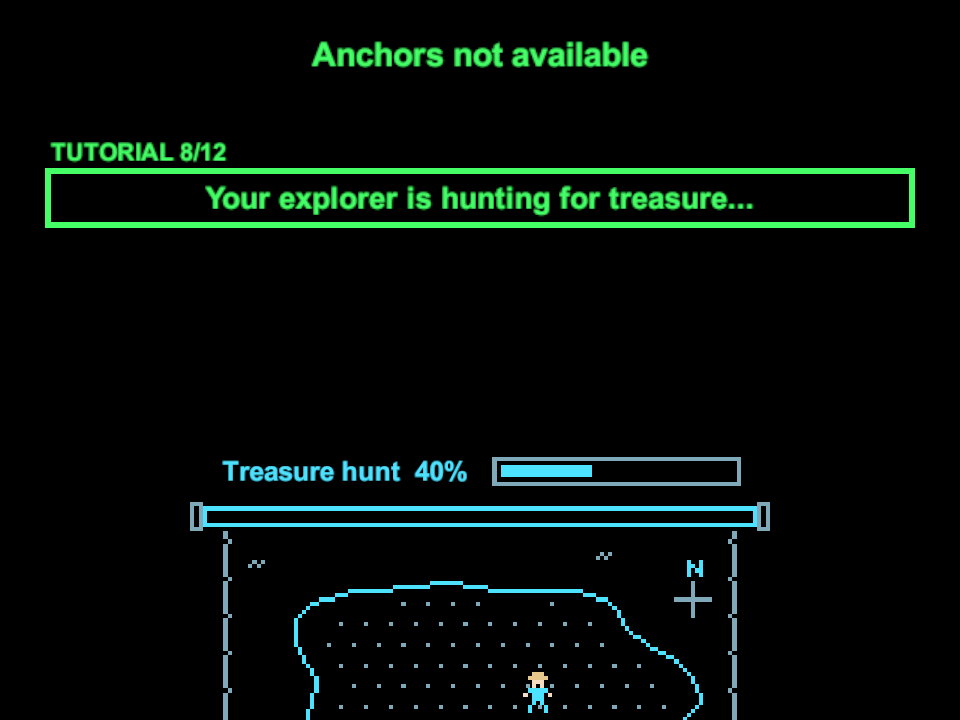 Anchors not available
TUTORIAL 8/12
Your explorer is hunting for treasure...
Treasure hunt 40%
N